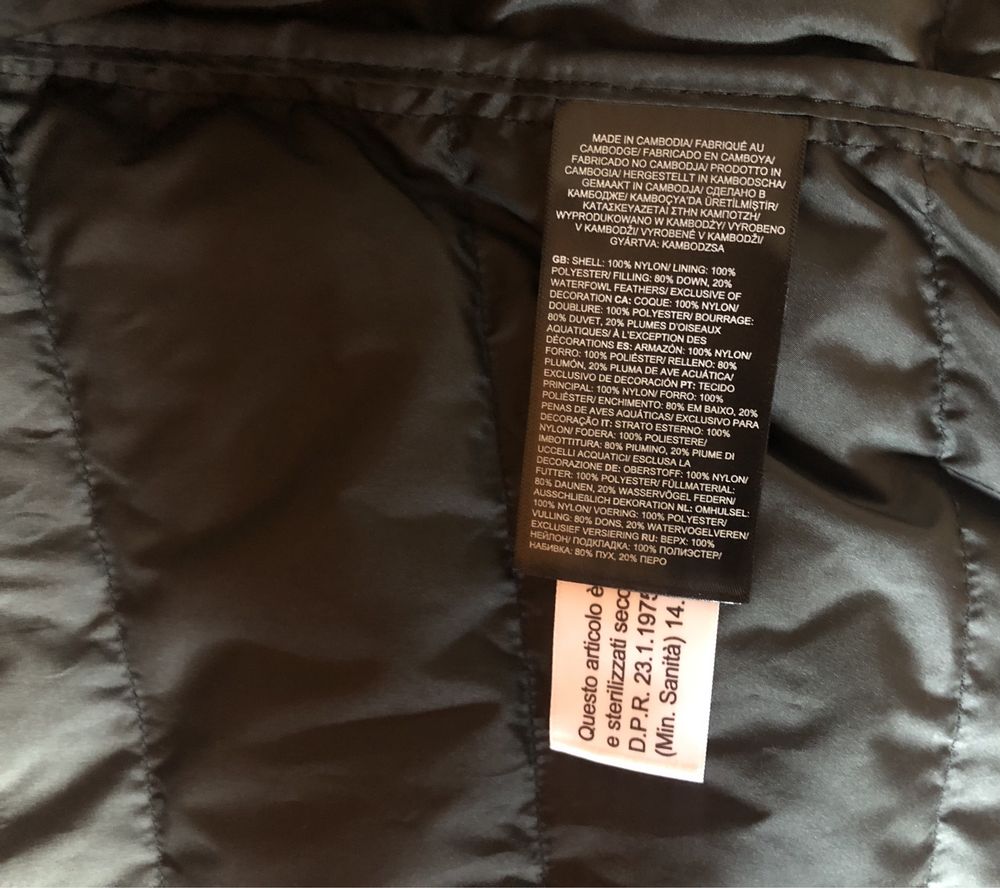 MADE IN CAMBODIA/ FABRIQUÉ AU
CAMBODGE/ FABRICADO EN CAMBOYA/
FABRICADO NO CAMBODJA/ PRODOTTO IN
CAMBOGIA/ HERGESTELLT IN KAMBODSCHA/
GEMAAKT IN CAMBODJA/ СДЕЛАНО В
КАМБОДЖЕ/ KAMBOÇYA'DA ÜRETİLMİŞTİR/
ΚΑΤΑΣΚΕΥΑΖΕΤΑΙ ΣΤΗΝ ΚΑΜΠΟΤΖΗ/
WYPRODUKOWANO W KAMBODŻY/ VYROBENO
V KAMBODŽI/ VYROBENÉ V KAMBODŽI/
GYÁRTVA: KAMBODZSA
GB: SHELL: 100% NYLON/ LINING: 100%
POLYESTER/ FILLING: 80% DOWN, 20%
WATERFOWL FEATHERS/ EXCLUSIVE OF
DECORATION CA: COQUE: 100% NYLON/
DOUBLURE: 100% POLYESTER/ BOURRAGE:
80% DUVET, 20% PLUMES D'OISEAUX
AQUATIQUES/ À L'EXCEPTION DES
DÉCORATIONS ES: ARMAZÓN: 100% NYLON/
FORRO: 100% POLIÉSTER/ RELLENO: 80%
PLUMÓN, 20% PLUMA DE AVE ACUÁTICA/
EXCLUSIVO DE DECORACIÓN PT: TECIDO
PRINCIPAL: 100% NYLON/ FORRO: 100%
POLIÉSTER/ ENCHIMENTO: 80% EM BAIXO, 20%
PENAS DE AVES AQUÁTICAS/ EXCLUSIVO PARA
DECORAÇÃO IT: STRATO ESTERNO: 100%
NYLON/ FODERA: 100% POLIESTERE/
IMBOTTITURA: 80% PIUMINO, 20% PIUME DI
UCCELLI ACQUATICI/ ESCLUSA LA
DECORAZIONE DE: OBERSTOFF: 100% NYLON/
FUTTER: 100% POLYESTER/ FÜLLMATERIAL:
80% DAUNEN, 20% WASSERVÖGEL FEDERN/
AUSSCHLIEßLICH DEKORATION NL: OMHULSEL:
100% NYLON/ VOERING: 100% POLYESTER/
VULLING: 80% DONS, 20% WATERVOGELVEREN/
EXCLUSIEF VERSIERING RU: ВЕРХ: 100%
НЕЙЛОН/ ПОДКЛАДКА: 100% ПОЛИЭСТЕР/
НАБИВКА: 80% ПУХ, 20% ПЕРО
Questo articolo è
e sterilizzati seco
D.P.R. 23.1.1975
(Min. Sanità) 14.